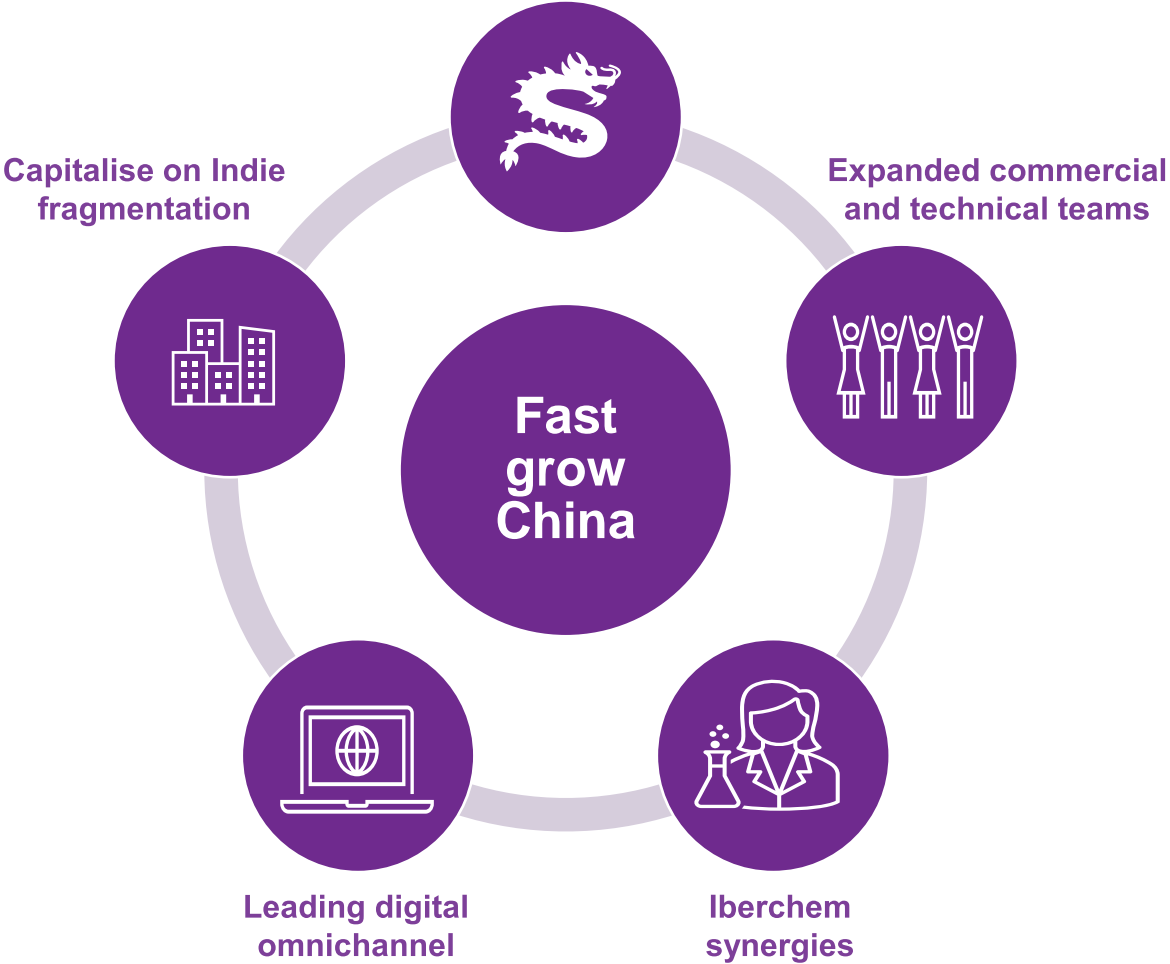 Capitalise on Indie
fragmentation
Expanded commercial
and technical teams
Fast
grow
China
Leading digital
omnichannel
Iberchem
synergies